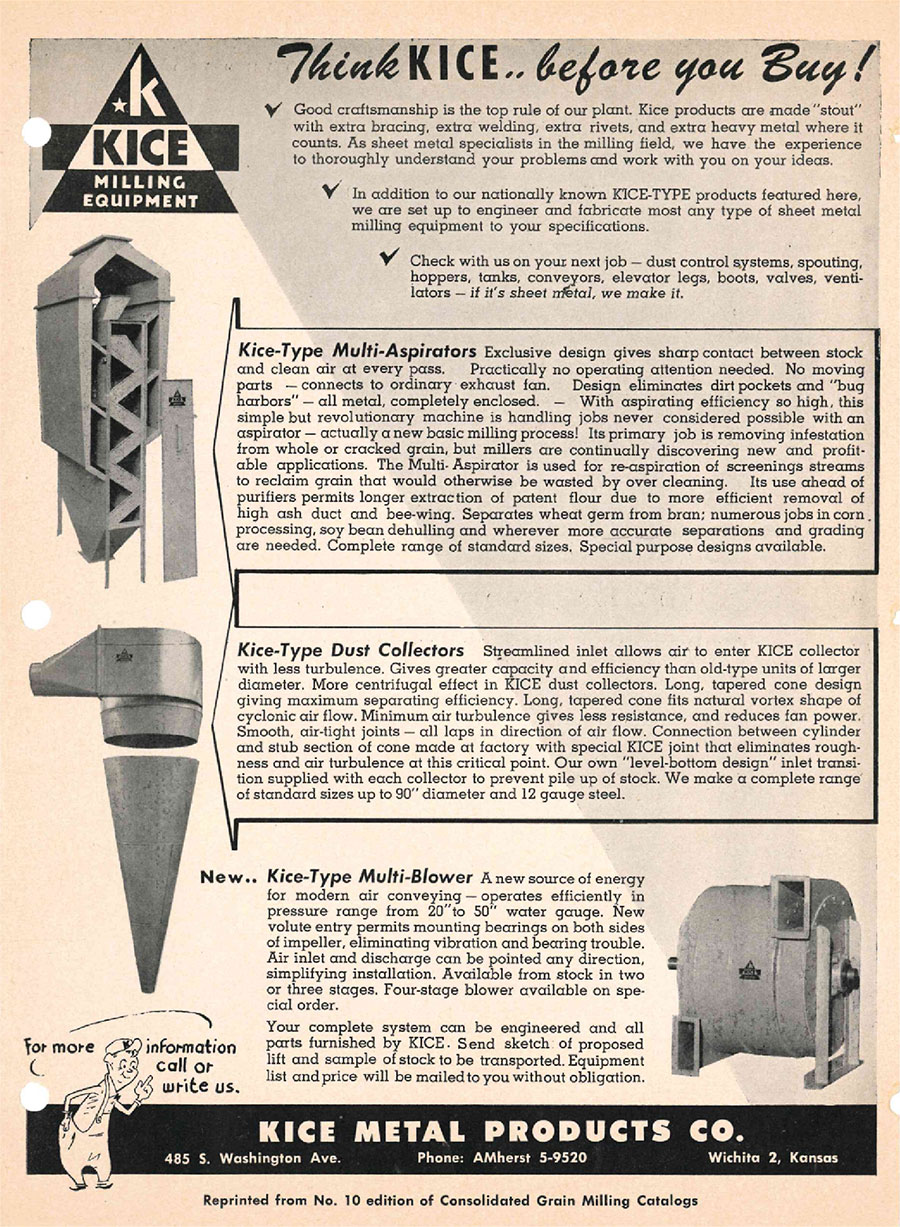 Think KICE.. before you Buy!
k
KICE
MILLING
EQUIPMENT
Good craftsmanship is the top rule of our plant. Kice products are made "stout"
with extra bracing, extra welding, extra rivets, and extra heavy metal where it
counts. As sheet metal specialists in the milling field, we have the experience
to thoroughly understand your problems and work with you on your ideas.
In addition to our nationally known KICE-TYPE products featured here,
we are set up to engineer and fabricate most any type of sheet metal
milling equipment to your specifications.
Check with us on your next job — dust control systems, spouting,
hoppers, tanks, conveyors, elevator legs, boots, valves, venti-
lators — if it's sheet metal, we make it.
Kice-Type Multi-Aspirators Exclusive design gives sharp contact between stock
and clean air at every pass. Practically no operating attention needed. No moving
parts — connects to ordinary exhaust fan. Design eliminates dirt pockets and "bug
harbors" — all metal, completely enclosed. — With aspirating efficiency so high, this
simple but revolutionary machine is handling jobs never considered possible with an
aspirator — actually a new basic milling process! Its primary job is removing infestation
from whole or cracked grain, but millers are continually discovering new and profit-
able applications. The Multi-Aspirator is used for re-aspiration of screenings streams
to reclaim grain that would otherwise be wasted by over cleaning. Its use ahead of
purifiers permits longer extraction of patent flour due to more efficient removal of
high ash duct and bee-wing. Separates wheat germ from bran; numerous jobs in corn
processing, soy bean dehulling and wherever more accurate separations and grading
are needed. Complete range of standard sizes. Special purpose designs available.
Kice-Type Dust Collectors Streamlined inlet allows air to enter KICE collector
with less turbulence. Gives greater capacity and efficiency than old-type units of larger
diameter. More centrifugal effect in KICE dust collectors. Long, tapered cone design
giving maximum separating efficiency. Long, tapered cone fits natural vortex shape of
cyclonic air flow. Minimum air turbulence gives less resistance, and reduces fan power.
Smooth, air-tight joints — all laps in direction of air flow. Connection between cylinder
and stub section of cone made at factory with special KICE joint that eliminates rough-
ness and air turbulence at this critical point. Our own "level-bottom design" inlet transi-
tion supplied with each collector to prevent pile up of stock. We make a complete range
of standard sizes up to 90" diameter and 12 gauge steel.
New.. Kice-Type Multi-Blower A new source of energy
for modern air conveying — operates efficiently in
pressure range from 20" to 50" water gauge. New
volute entry permits mounting bearings on both sides
of impeller, eliminating vibration and bearing trouble.
Air inlet and discharge can be pointed any direction,
simplifying installation. Available from stock in two
or three stages. Four-stage blower available on spe-
cial order.
Your complete system can be engineered and all
parts furnished by KICE. Send sketch of proposed
lift and sample of stock to be transported. Equipment
list and price will be mailed to you without obligation.
For more information
call or
write us.
KICE METAL PRODUCTS CO.
485 S. Washington Ave. Phone: AMherst 5-9520 Wichita 2, Kansas
Reprinted from No. 10 edition of Consolidated Grain Milling Catalogs